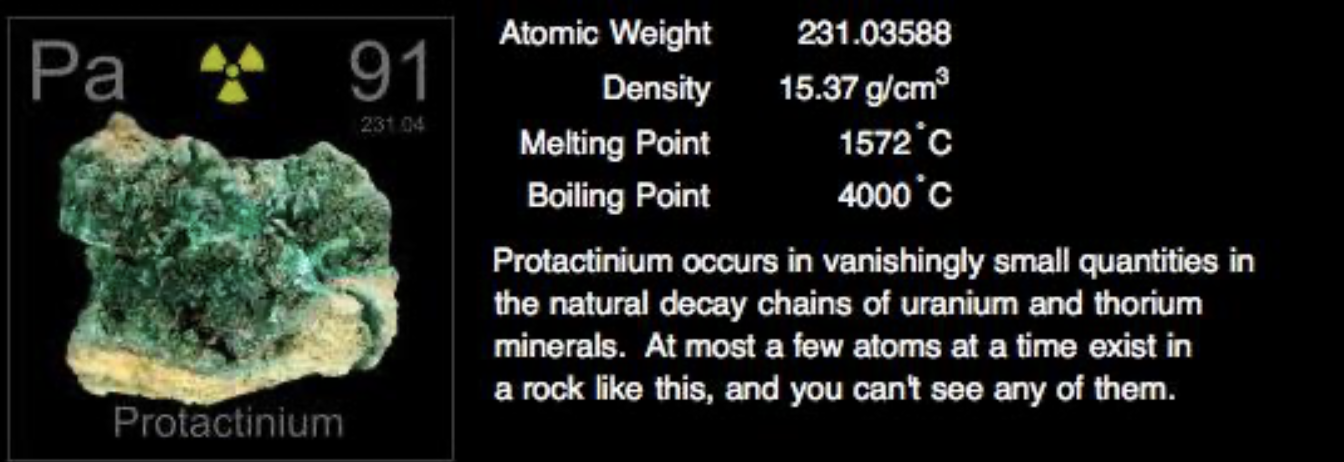 Pa 91
231.04
Protactinium
Atomic Weight 231.03588
Density 15.37 g/cm³
Melting Point 1572 ˚C
Boiling Point 4000 ˚C
Protactinium occurs in vanishingly small quantities in
the natural decay chains of uranium and thorium
minerals.  At most a few atoms at a time exist in
a rock like this, and you can't see any of them.